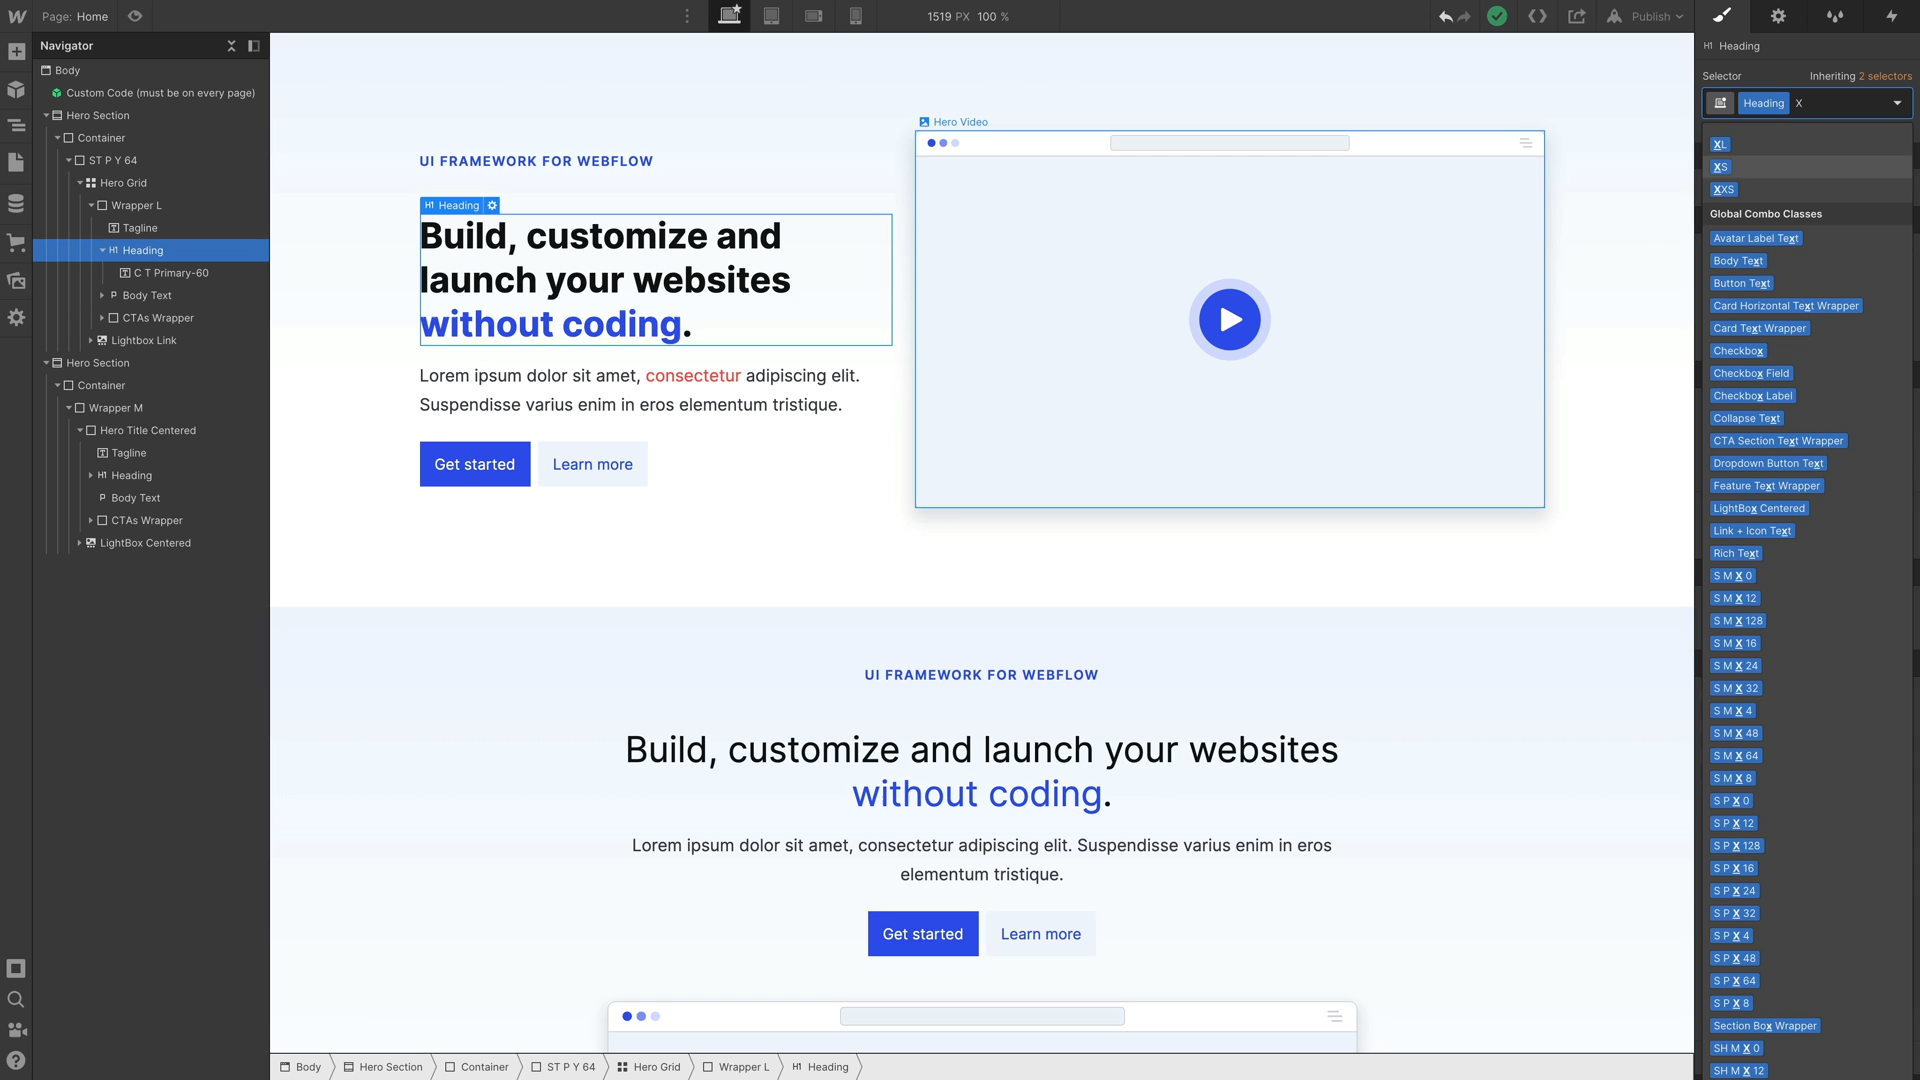 Page: Home
1519 PX 100 %
Publish
Navigator
Body
Custom Code (must be on every page)
Hero Section
Container
ST P Y 64
Hero Grid
Wrapper L
Tagline
H1 Heading
C T Primary-60
P Body Text
CTAs Wrapper
Lightbox Link
Hero Section
Container
Wrapper M
Hero Title Centered
Tagline
H1 Heading
P Body Text
CTAs Wrapper
LightBox Centered
UI FRAMEWORK FOR WEBFLOW
H1 Heading
Build, customize and
launch your websites
without coding.
Lorem ipsum dolor sit amet, consectetur adipiscing elit.
Suspendisse varius enim in eros elementum tristique.
Get started
Learn more
Hero Video
UI FRAMEWORK FOR WEBFLOW
Build, customize and launch your websites
without coding.
Lorem ipsum dolor sit amet, consectetur adipiscing elit. Suspendisse varius enim in eros
elementum tristique.
Get started
Learn more
Body
Hero Section
Container
ST P Y 64
Hero Grid
Wrapper L
H1 Heading
H1 Heading
Selector
Inheriting 2 selectors
Heading X
XL
XS
XXS
Global Combo Classes
Avatar Label Text
Body Text
Button Text
Card Horizontal Text Wrapper
Card Text Wrapper
Checkbox
Checkbox Field
Checkbox Label
Collapse Text
CTA Section Text Wrapper
Dropdown Button Text
Feature Text Wrapper
LightBox Centered
Link + Icon Text
Rich Text
S M X 0
S M X 12
S M X 128
S M X 16
S M X 24
S M X 32
S M X 4
S M X 48
S M X 64
S M X 8
S P X 0
S P X 12
S P X 128
S P X 16
S P X 24
S P X 32
S P X 4
S P X 48
S P X 64
S P X 8
Section Box Wrapper
SH M X 0
SH M X 12